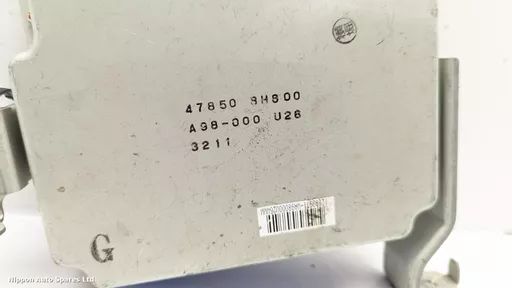 47850 8H800
A98-000 U26
3211
G
Nippon Auto Spares Ltd